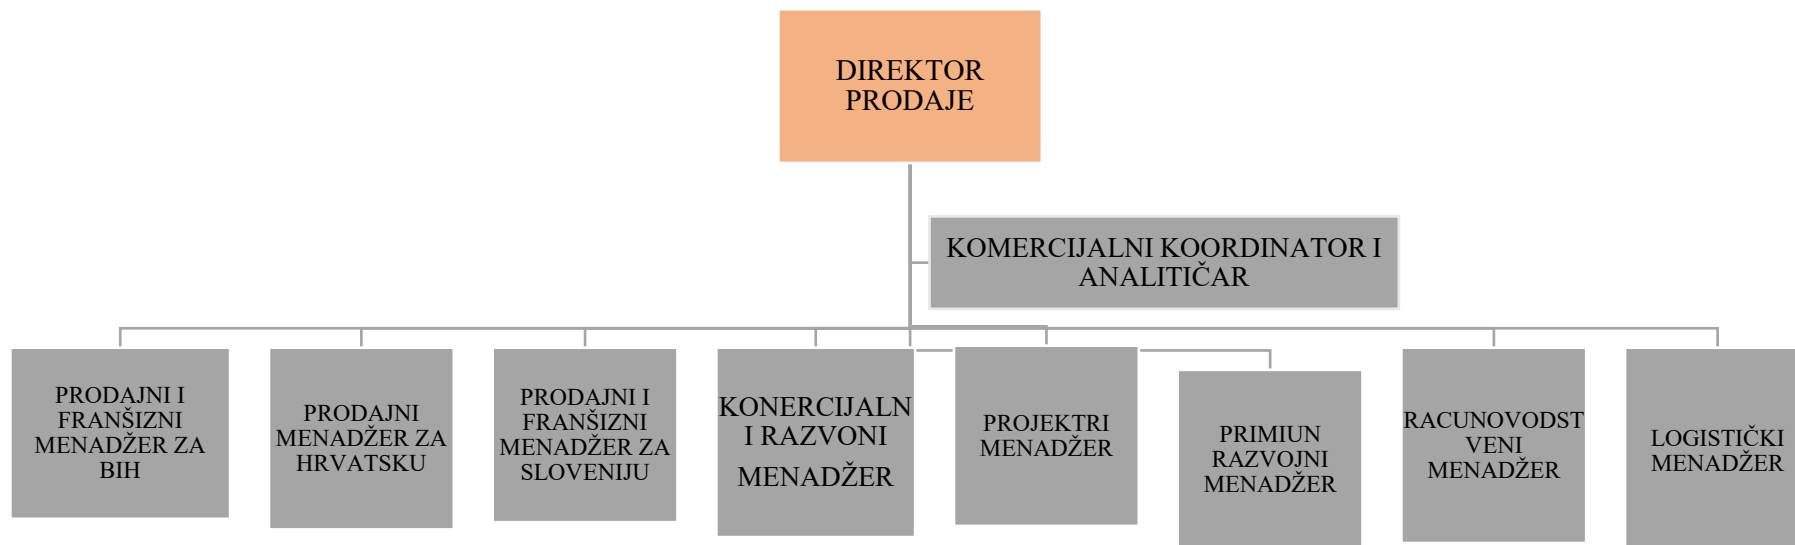 DIREKTOR
PRODAJE
KOMERCIJALNI KOORDINATOR I
ANALITIČAR
PRODAJNI I
FRANŠIZNI
MENADŽER ZA
BIH
PRODAJNI
MENADŽER ZA
HRVATSKU
PRODAJNI I
FRANŠIZNI
MENADŽER ZA
SLOVENIJU
KONERCIJALN
I RAZVONI
MENADŽER
PROJEKTRI
MENADŽER
PRIMIUN
RAZVOJNI
MENADŽER
RACUNOVODST
VENI
MENADŽER
LOGISTIČKI
MENADŽER